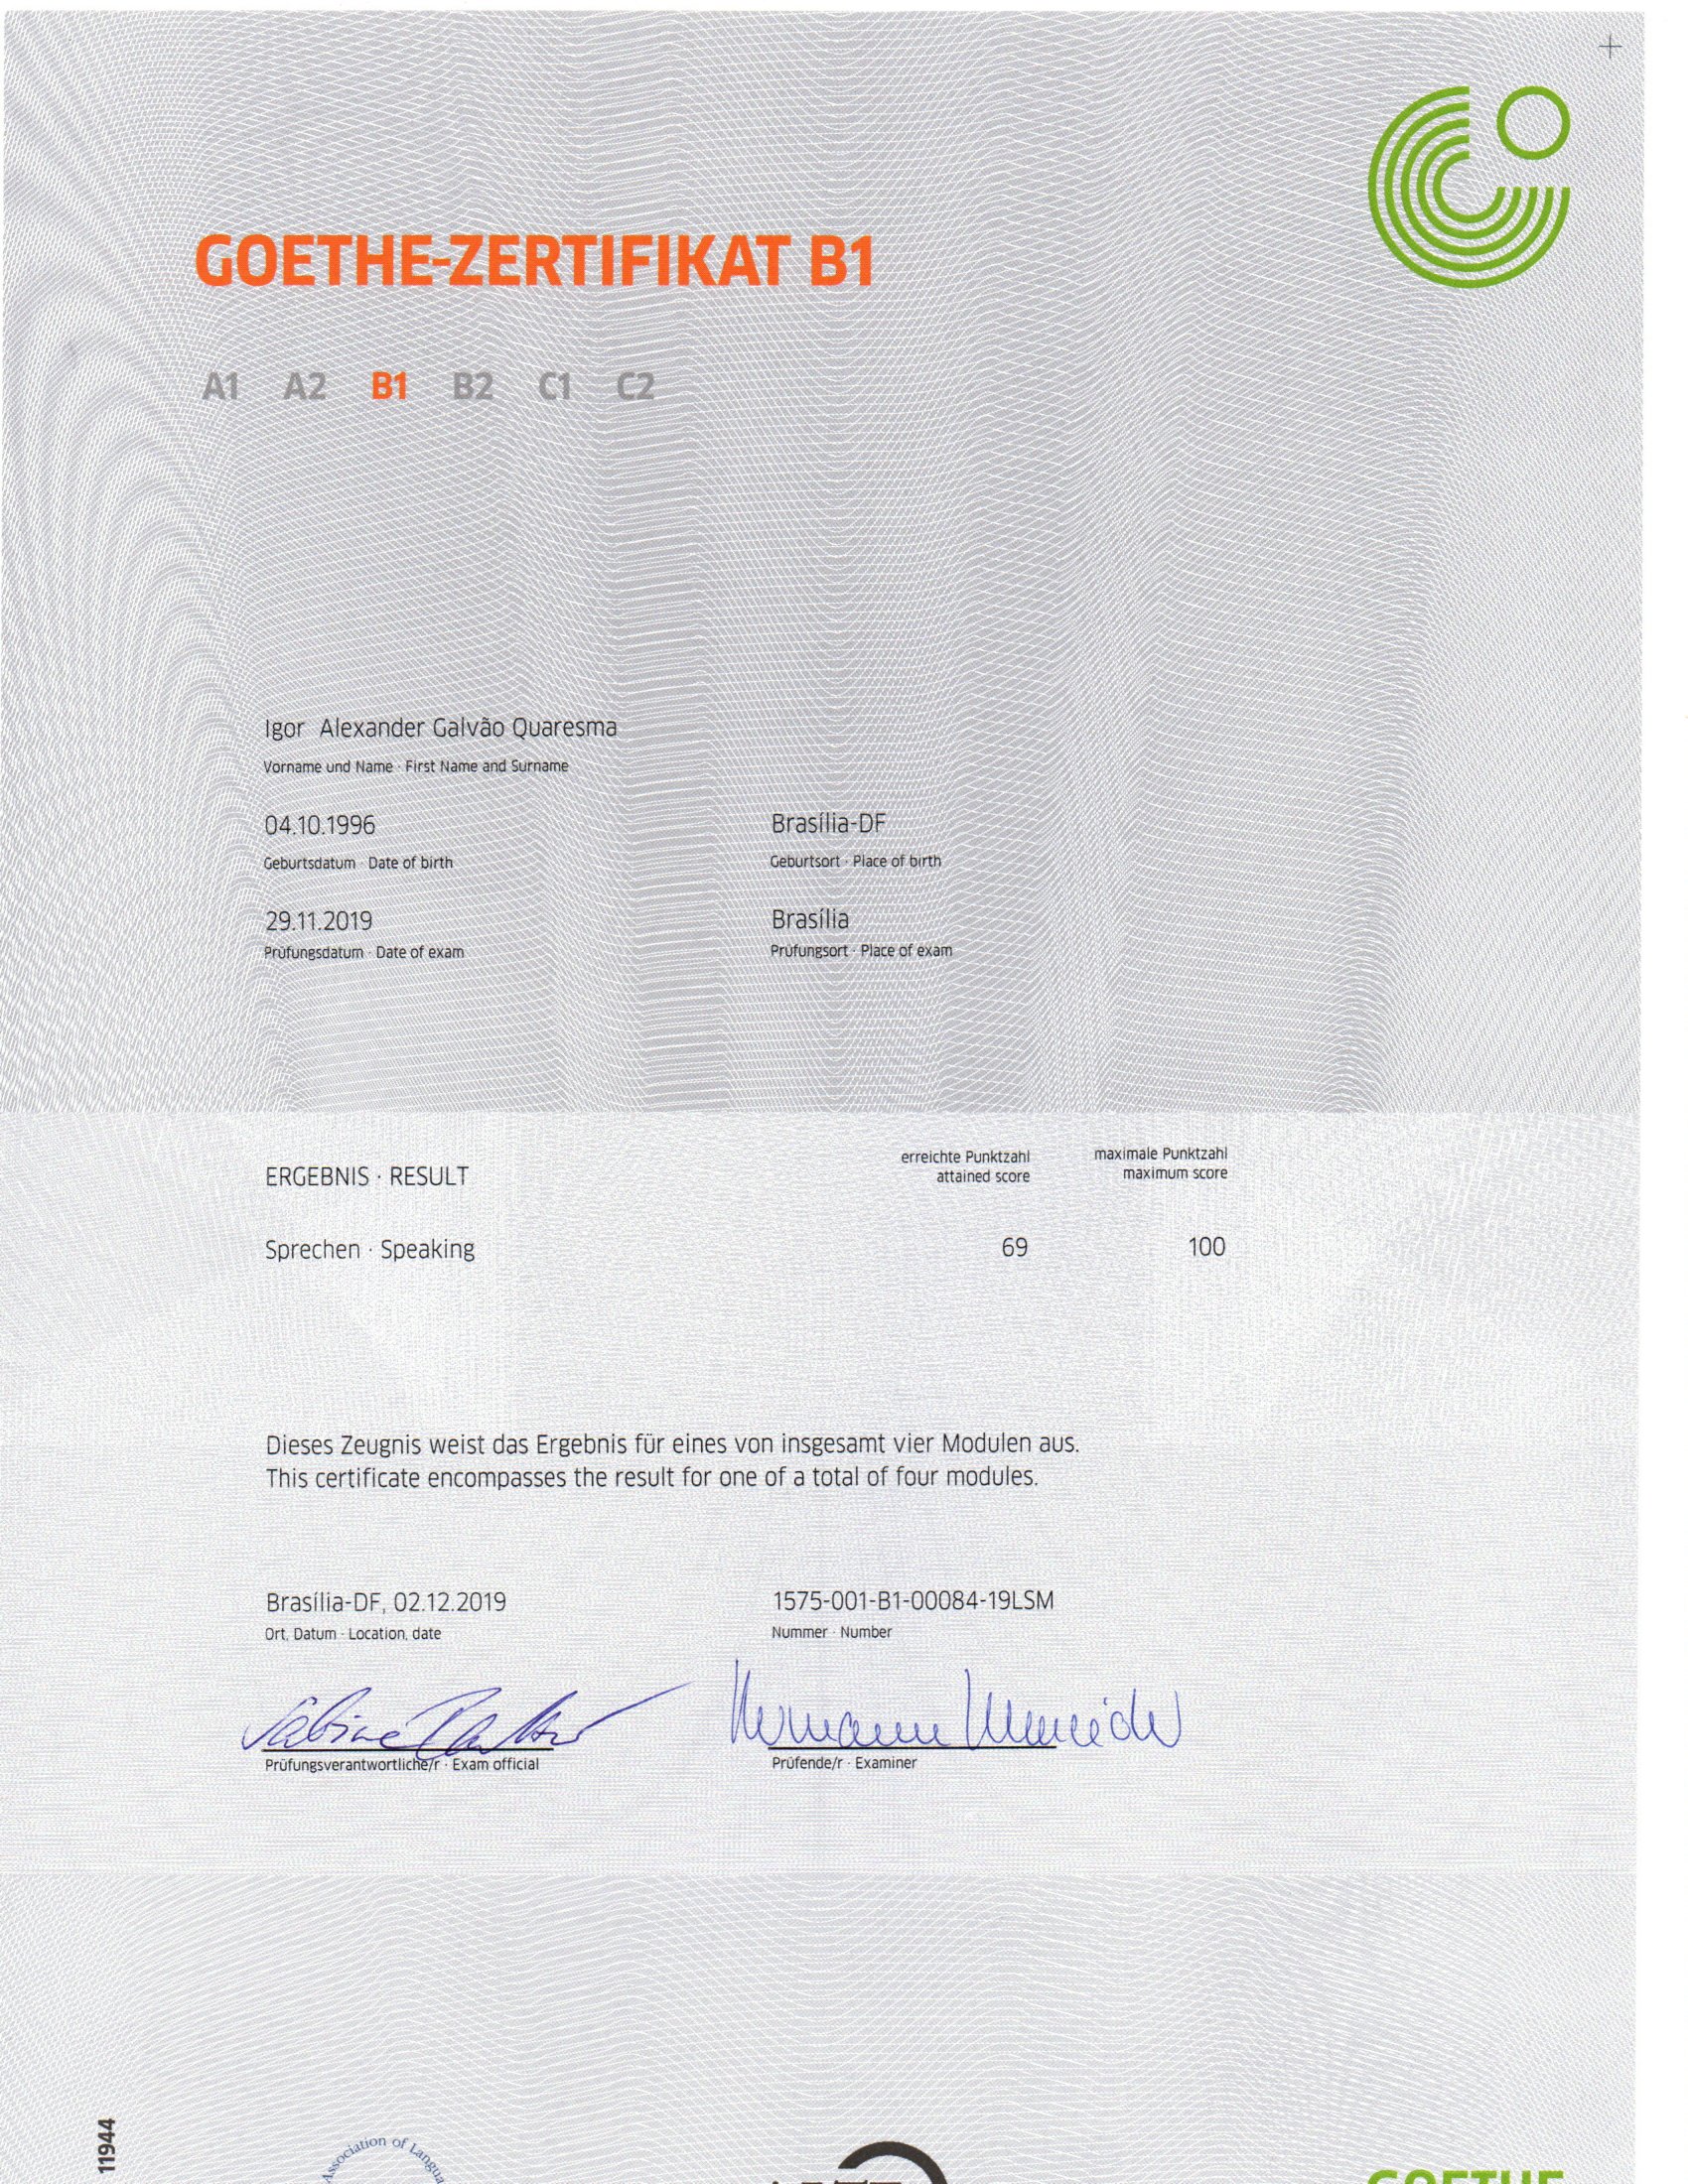 GOETHE-ZERTIFIKAT B1
A1 A2 B1 B2 C1 C2
Igor Alexander Galvão Quaresma
Vorname und Name · First Name and Surname
04.10.1996 Brasília-DF
Geburtsdatum · Date of birth Geburtsort · Place of birth
29.11.2019 Brasília
Prüfungsdatum · Date of exam Prüfungsort · Place of exam
ERGEBNIS · RESULT
erreichte Punktzahl
attained score
maximale Punktzahl
maximum score
Sprechen · Speaking 69 100
Dieses Zeugnis weist das Ergebnis für eines von insgesamt vier Modulen aus.
This certificate encompasses the result for one of a total of four modules.
Brasília-DF, 02.12.2019 1575-001-B1-00084-19LSM
Ort, Datum · Location, date Nummer · Number
Prüfungsverantwortliche/r · Exam official Prüfende/r · Examiner
11944
Association of
GOETHE